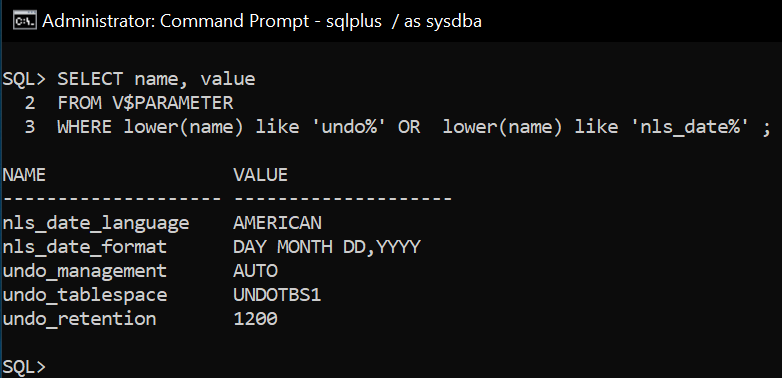 Administrator: Command Prompt - sqlplus  / as sysdba
SQL> SELECT name, value
  2  FROM V$PARAMETER
  3  WHERE lower(name) like 'undo%' OR  lower(name) like 'nls_date%' ;
NAME                 VALUE
-------------------- --------------------
nls_date_language    AMERICAN
nls_date_format      DAY MONTH DD,YYYY
undo_management      AUTO
undo_tablespace      UNDOTBS1
undo_retention       1200
SQL>